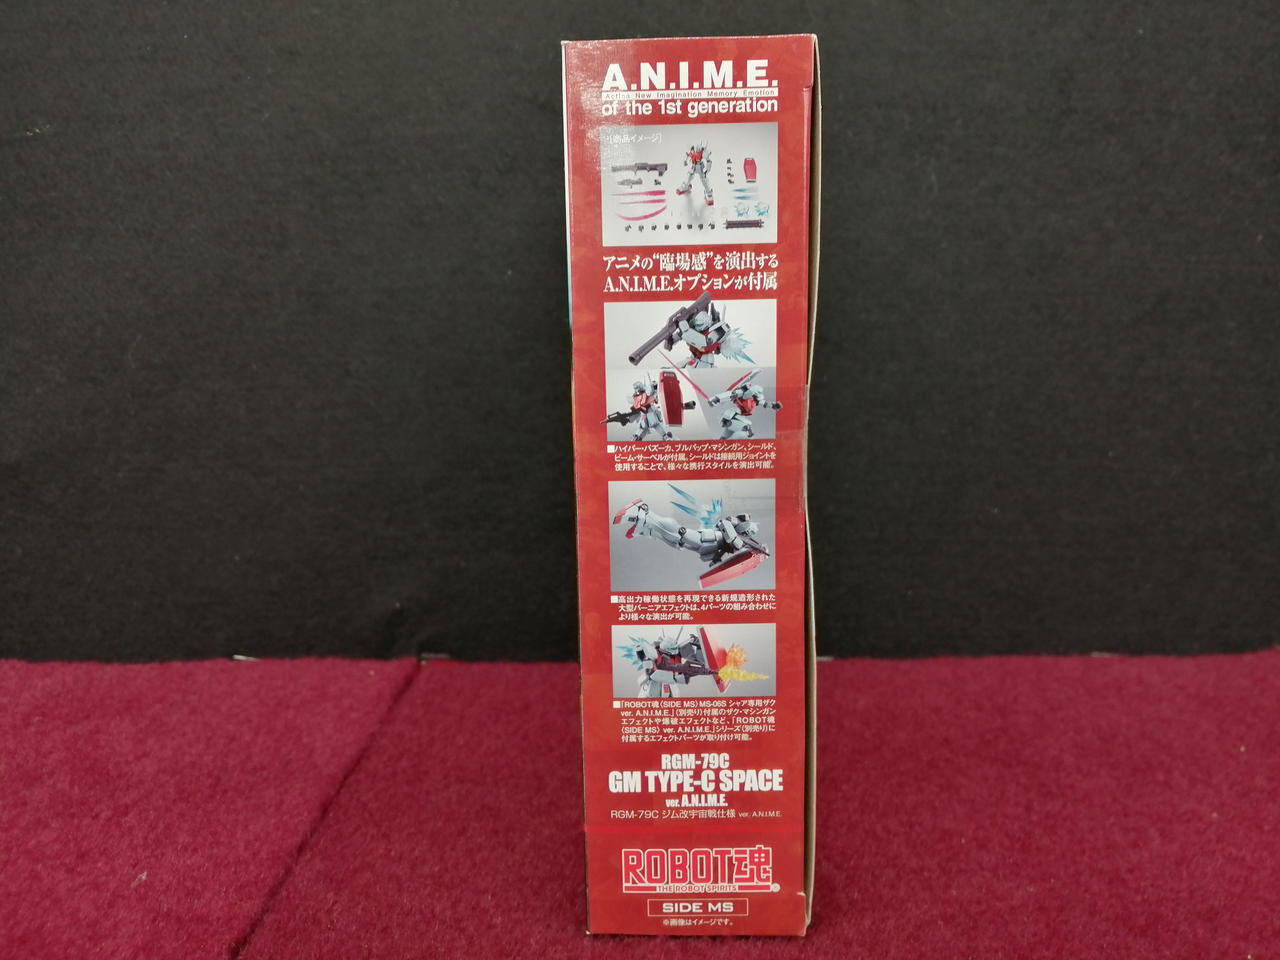 A.N.I.M.E.
Action New Imagination Memory Emotion
of the 1st generation
[商品イメージ]
アニメの“臨場感”を演出する
A.N.I.M.E.オプションが付属
■ハイパー・バズーカ、ブルパップ・マシンガン、シールド、
ビーム・サーベルが付属。シールドは接続用ジョイントを
使用することで、様々な携行スタイルを演出可能。
■高出力稼働状態を再現できる新規造形された
大型バーニアエフェクトは、4パーツの組み合わせに
より様々な演出が可能。
■「ROBOT魂〈SIDE MS〉MS-06S シャア専用ザク
ver. A.N.I.M.E.」(別売り)付属のザク・マシンガン
エフェクトや爆破エフェクトなど、「ROBOT魂
〈SIDE MS〉 ver. A.N.I.M.E.」シリーズ(別売り)に
付属するエフェクトパーツが取り付け可能。
RGM-79C
GM TYPE-C SPACE
ver. A.N.I.M.E.
RGM-79C ジム改宇宙戦仕様 ver. A.N.I.M.E.
ROBOT魂
THE ROBOT SPIRITS
SIDE MS
※画像はイメージです。